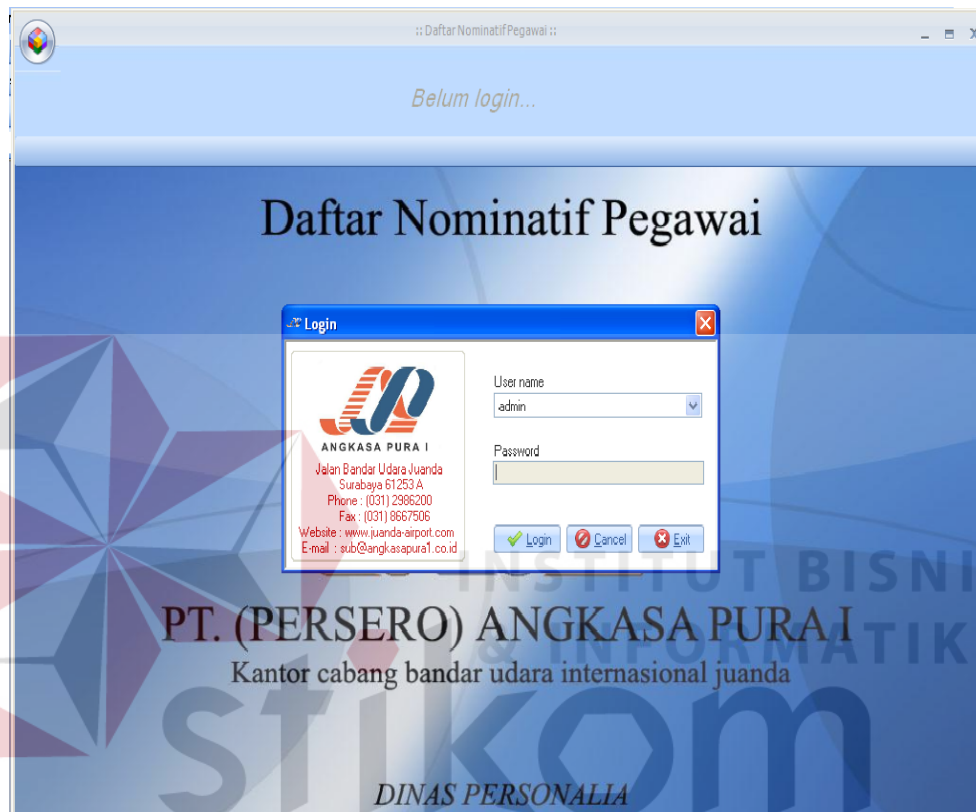 :: Daftar Nominatif Pegawai ::
Belum login...
Daftar Nominatif Pegawai
Login
ANGKASA PURA I
Jalan Bandar Udara Juanda
Surabaya 61253 A
Phone : (031) 2986200
Fax : (031) 8667506
Website : www.juanda-airport.com
E-mail : sub@angkasapura1.co.id
User name
admin
Password
Login
Cancel
Exit
INSTITUT BISNI
& INFORMATIK
stikom
PT. (PERSERO) ANGKASA PURA I
Kantor cabang bandar udara internasional juanda
DINAS PERSONALIA